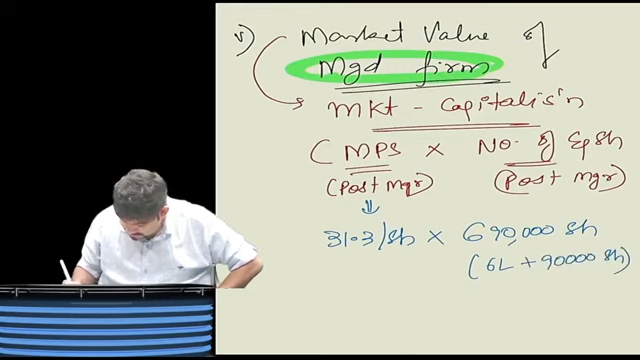 v) Market Value of
Mgd firm
Mkt - Capitalis'n
( MPS × No. of Eq Sh
(Post Mgr) (Post Mgr)
31.3/Sh × 690,000 Sh
(6L + 90000 Sh)